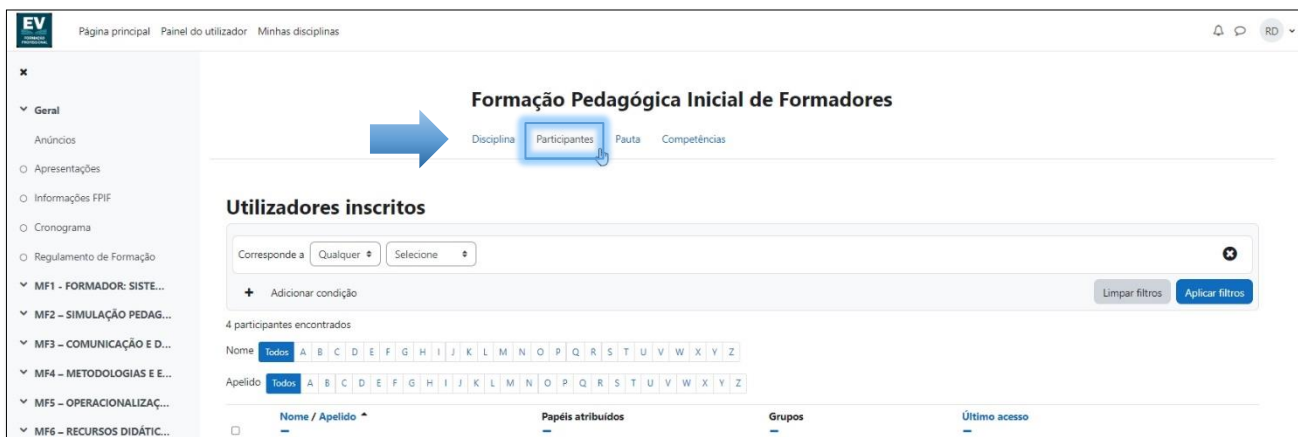 EV
FORMAÇÃO
PROFISSIONAL
Página principal Painel do utilizador Minhas disciplinas
RD
Geral
Anúncios
Apresentações
Informações FPIF
Cronograma
Regulamento de Formação
MF1 - FORMADOR: SISTE...
MF2 – SIMULAÇÃO PEDAG...
MF3 – COMUNICAÇÃO E D...
MF4 – METODOLOGIAS E E...
MF5 – OPERACIONALIZAÇ...
MF6 – RECURSOS DIDÁTIC...
Formação Pedagógica Inicial de Formadores
Disciplina Participantes Pauta Competências
Utilizadores inscritos
Corresponde a Qualquer Selecione
Adicionar condição
Limpar filtros Aplicar filtros
4 participantes encontrados
Nome Todos A B C D E F G H I J K L M N O P Q R S T U V W X Y Z
Apelido Todos A B C D E F G H I J K L M N O P Q R S T U V W X Y Z
Nome / Apelido Papéis atribuídos Grupos Último acesso